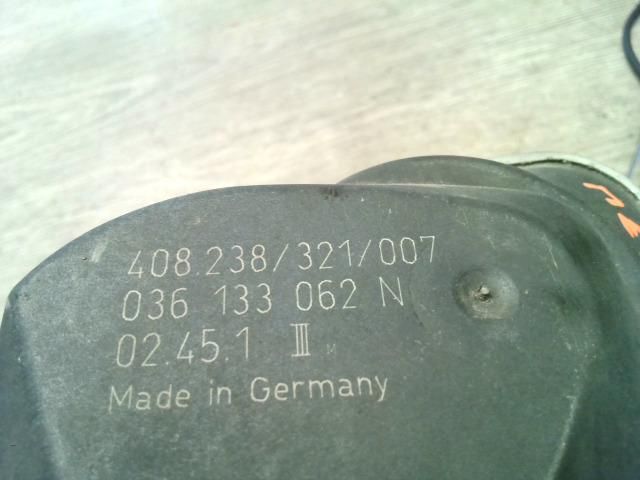 408.238/321/007
036 133 062 N
02.45.1 III
Made in Germany